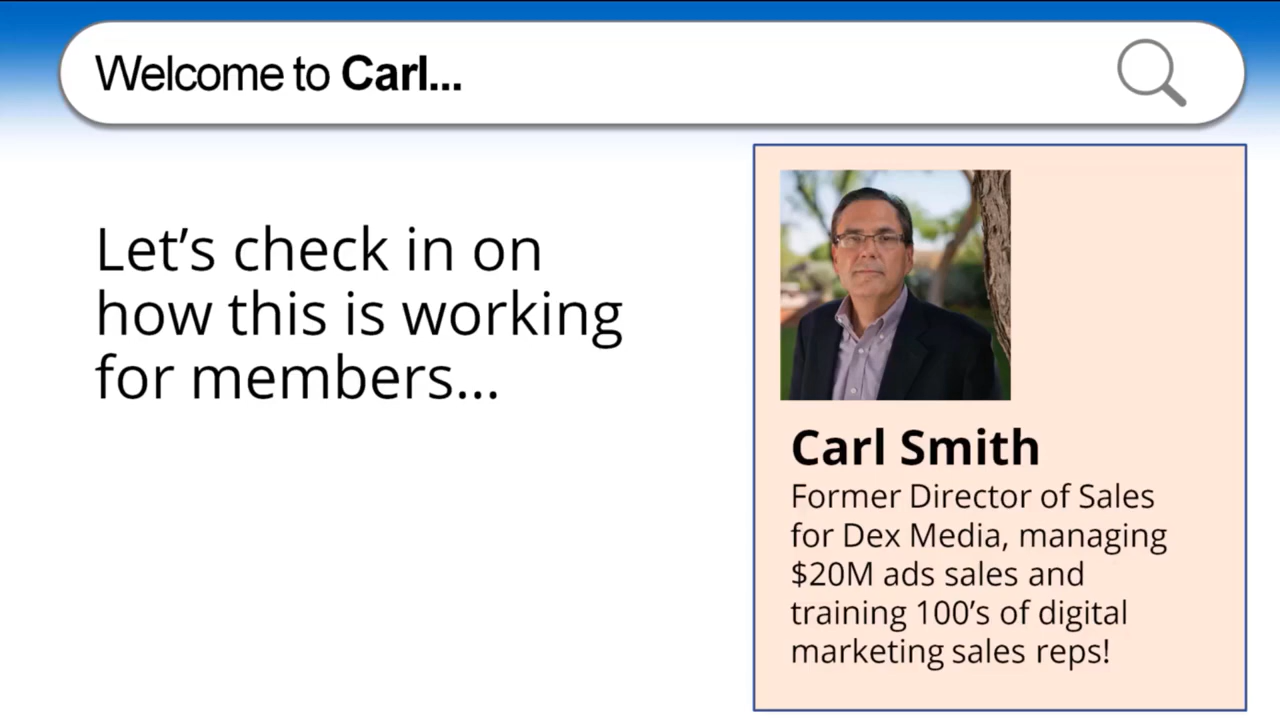 Welcome to Carl...
Let’s check in on
how this is working
for members...
Carl Smith
Former Director of Sales
for Dex Media, managing
$20M ads sales and
training 100’s of digital
marketing sales reps!